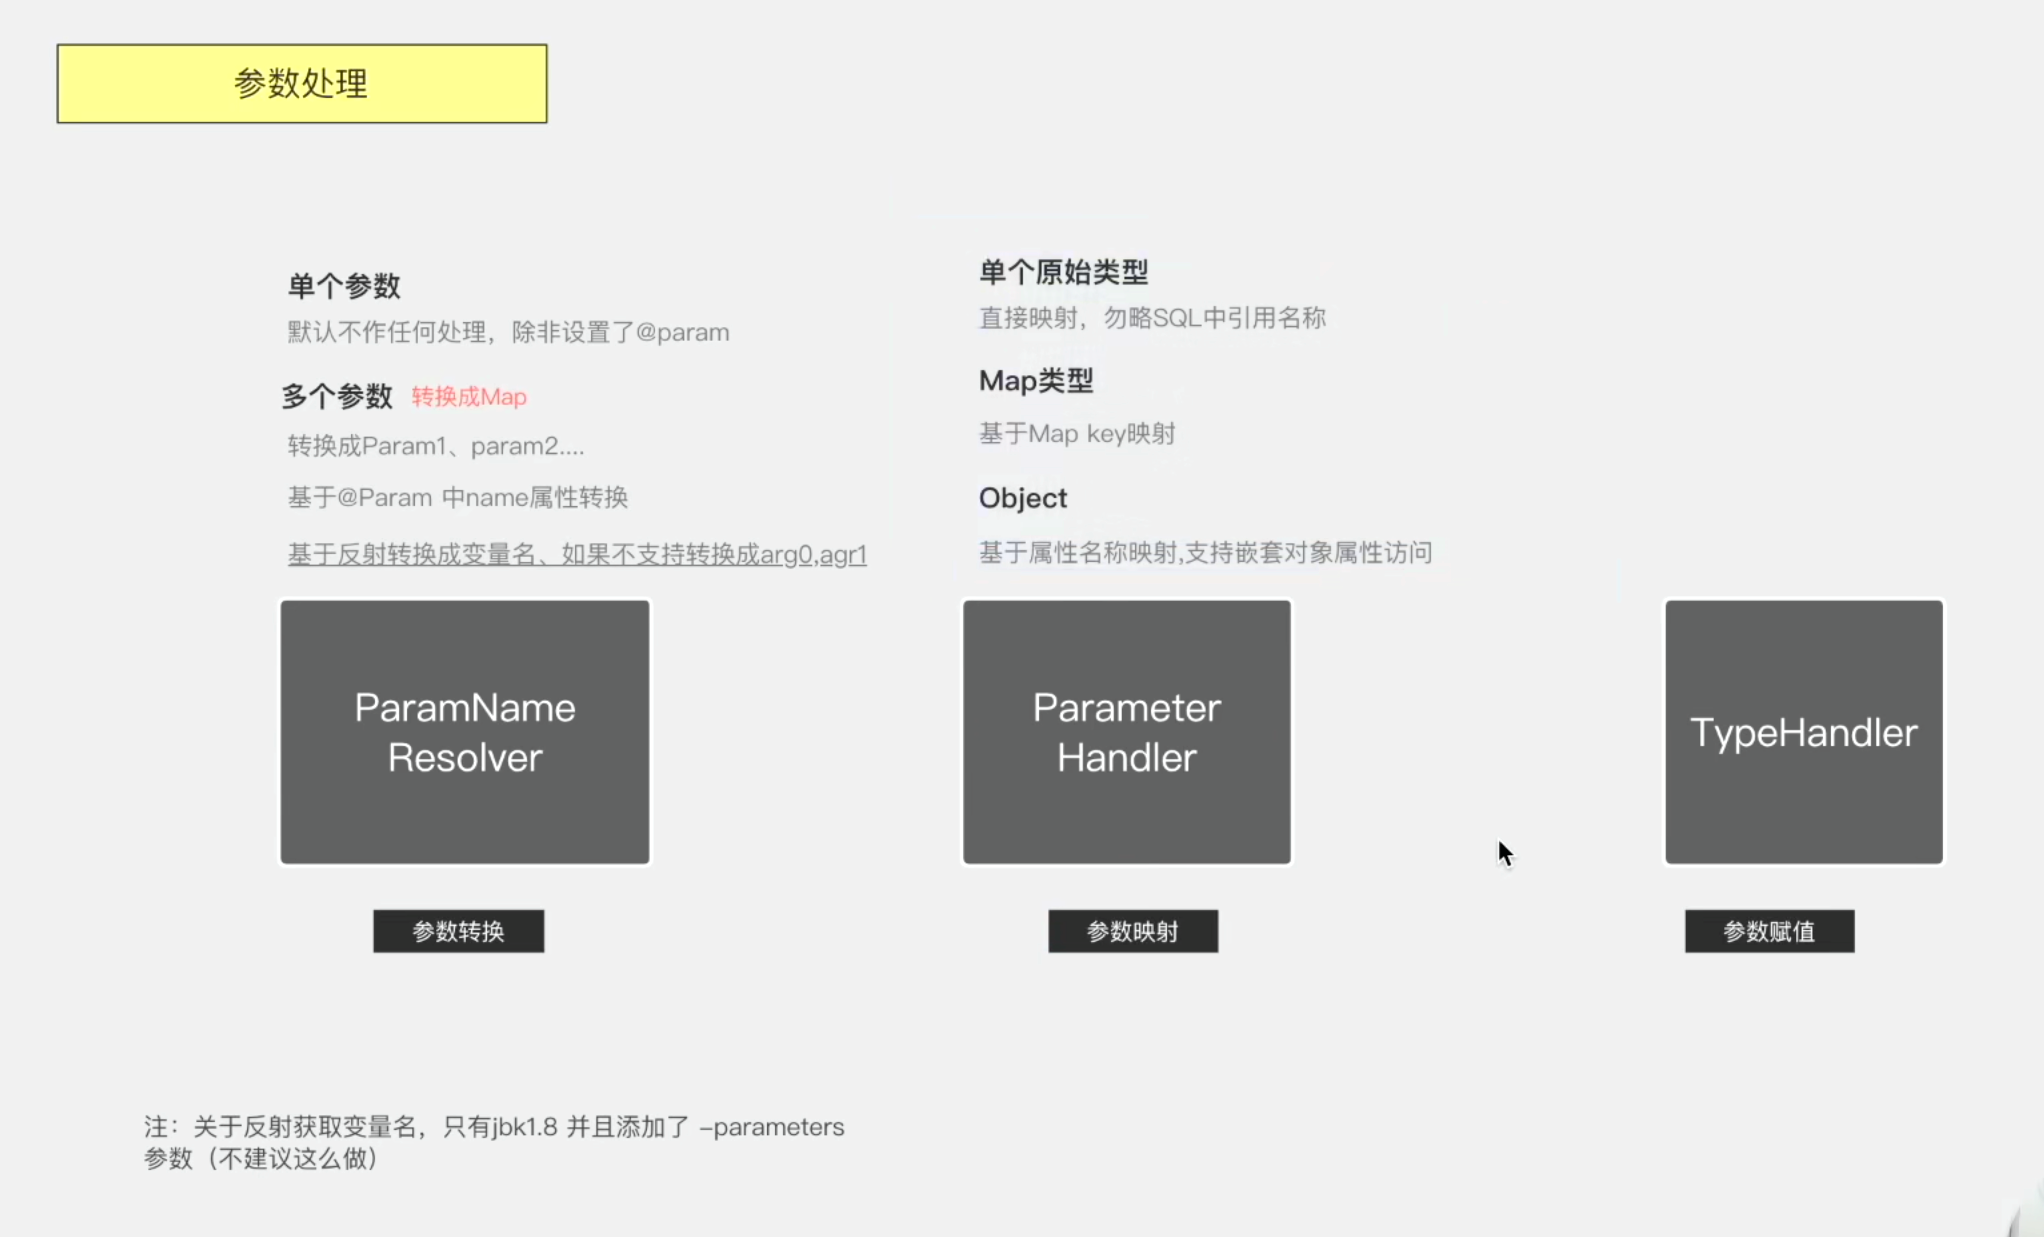 参数处理
单个参数
默认不作任何处理，除非设置了@param
多个参数 转换成Map
转换成Param1、param2....
基于@Param 中name属性转换
基于反射转换成变量名、如果不支持转换成arg0,agr1
ParamName
Resolver
参数转换
单个原始类型
直接映射，勿略SQL中引用名称
Map类型
基于Map key映射
Object
基于属性名称映射,支持嵌套对象属性访问
Parameter
Handler
参数映射
TypeHandler
参数赋值
注：关于反射获取变量名，只有jbk1.8 并且添加了 –parameters
参数（不建议这么做）